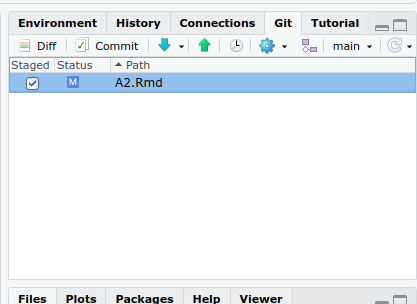 Environment History Connections Git Tutorial
Diff Commit main
Staged Status Path
M A2.Rmd
Files Plots Packages Help Viewer